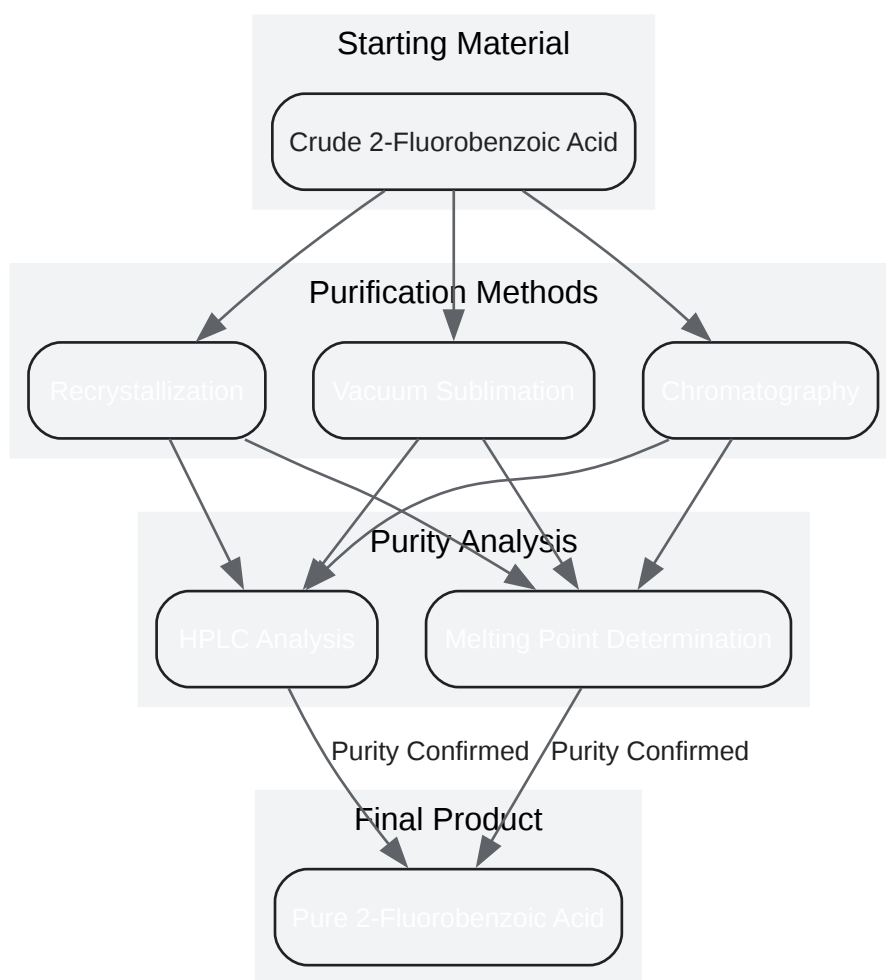 Starting Material
Crude 2-Fluorobenzoic Acid
Purification Methods
Recrystallization
Vacuum Sublimation
Chromatography
Purity Analysis
HPLC Analysis
Melting Point Determination
Purity Confirmed
Purity Confirmed
Final Product
Pure 2-Fluorobenzoic Acid